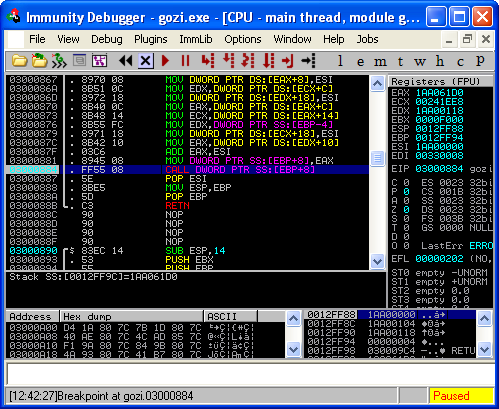 Immunity Debugger - gozi.exe - [CPU - main thread, module g...
File View Debug Plugins ImmLib Options Window Help Jobs
l e m t w h c p
03000867 . 8970 08 MOV DWORD PTR DS:[EAX+8],ESI
0300086A . 8B51 0C MOV EDX,DWORD PTR DS:[ECX+C]
0300086D . 8972 18 MOV DWORD PTR DS:[EDX+18],ESI
03000870 . 8B40 0C MOV EAX,DWORD PTR DS:[EAX+C]
03000873 . 8B48 14 MOV ECX,DWORD PTR DS:[EAX+14]
03000876 . 8B55 FC MOV EDX,DWORD PTR SS:[EBP-4]
03000879 . 8971 18 MOV DWORD PTR DS:[ECX+18],ESI
0300087C . 8B42 10 MOV EAX,DWORD PTR DS:[EDX+10]
0300087F . 03C6 ADD EAX,ESI
03000881 . 8945 08 MOV DWORD PTR SS:[EBP+8],EAX
. FF55 08 CALL DWORD PTR SS:[EBP+8]
03000887 . 5E POP ESI
03000888 . 8BE5 MOV ESP,EBP
0300088A . 5D POP EBP
0300088B . C3 RETN
0300088C 90 NOP
0300088D 90 NOP
0300088E 90 NOP
0300088F 90 NOP
03000890 $ 83EC 14 SUB ESP,14
03000893 . 53 PUSH EBX
03000894 . 55 PUSH EBP
Stack SS:[0012FF9C]=1AA061D0
Registers (FPU)
EAX 1AA061D0
ECX 00241EE8
EDX 1AA00118
EBX 0000F000
ESP 0012FF88
EBP 0012FF94
ESI 1AA00000
EDI 00330008
EIP 03000884 gozi
C 0 ES 0023 32bi
P 0 CS 001B 32bi
A 0 SS 0023 32bi
Z 0 DS 0023 32bi
S 0 FS 003B 32bi
T 0 GS 0000 NULL
D 0
O 0 LastErr ERRO
EFL 00000202 (NO,
ST0 empty -UNORM
ST1 empty +UNORM
ST2 empty 0.0
ST3 empty 0.0
Address Hex dump ASCII
03000A00 D4 1A 80 7C 7B 1D 80 7C
03000A08 40 AE 80 7C 4C AD 85 7C
03000A10 F1 9A 80 7C 84 9B 80 7C
03000A18 4A 93 80 7C 41 B7 80 7C
0012FF88 1AA00000
0012FF8C 1AA00104
0012FF90 1AA00118
0012FF94 00000004
0012FF98 030009C4 RETU
[12:42:27]Breakpoint at gozi.03000884
Paused